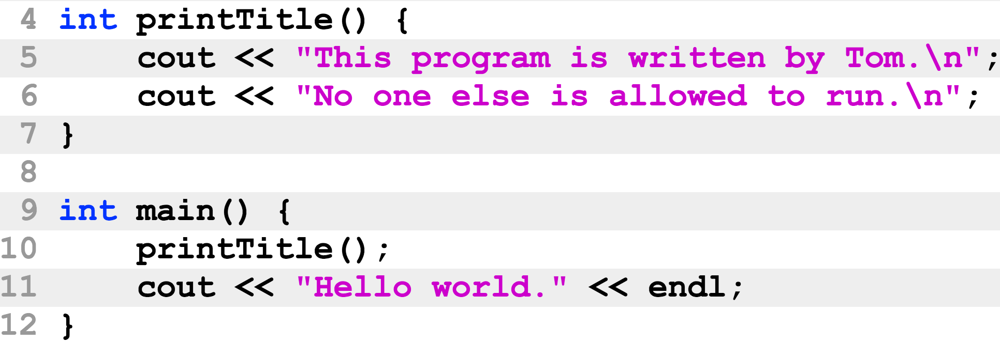 4 int printTitle() {
5     cout << "This program is written by Tom.\n";
6     cout << "No one else is allowed to run.\n";
7 }
8
9 int main() {
10     printTitle();
11     cout << "Hello world." << endl;
12 }